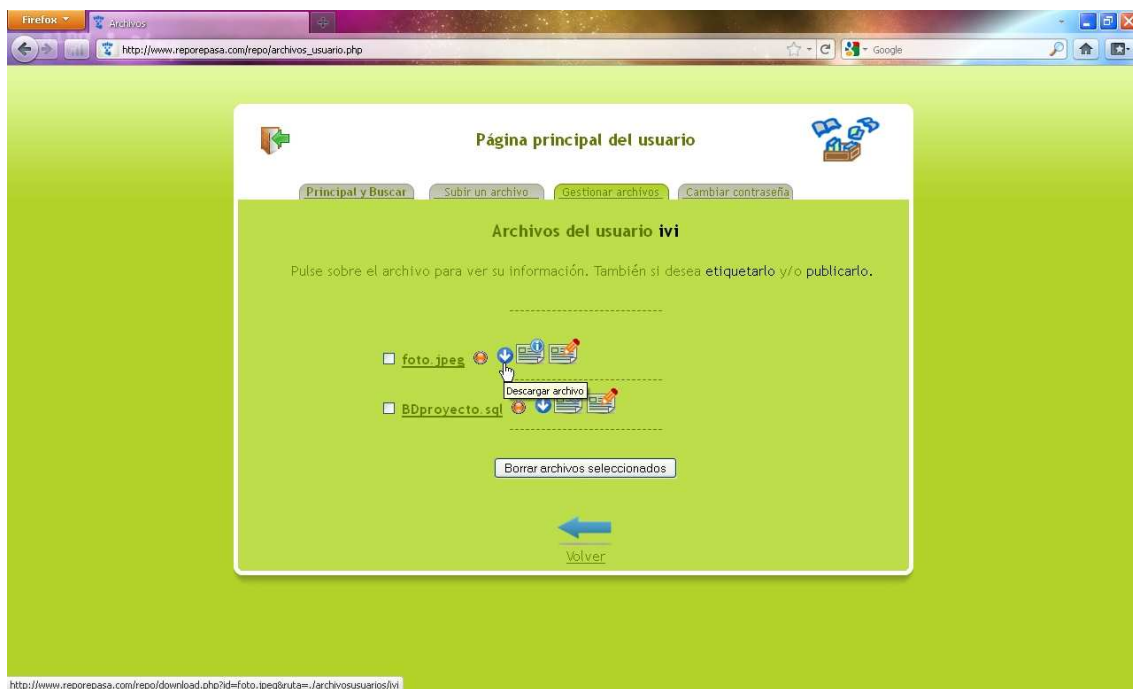 Firefox
Archivos
http://www.reporepasa.com/repo/archivos_usuario.php
Google
Página principal del usuario
Principal y Buscar Subir un archivo Gestionar archivos Cambiar contraseña
Archivos del usuario ivi
Pulse sobre el archivo para ver su información. También si desea etiquetarlo y/o publicarlo.
foto.jpeg
Descargar archivo
BDproyecto.sql
Borrar archivos seleccionados
Volver
http://www.reporepasa.com/repo/download.php?id=foto.jpeg&ruta=./archivosusuarios/ivi